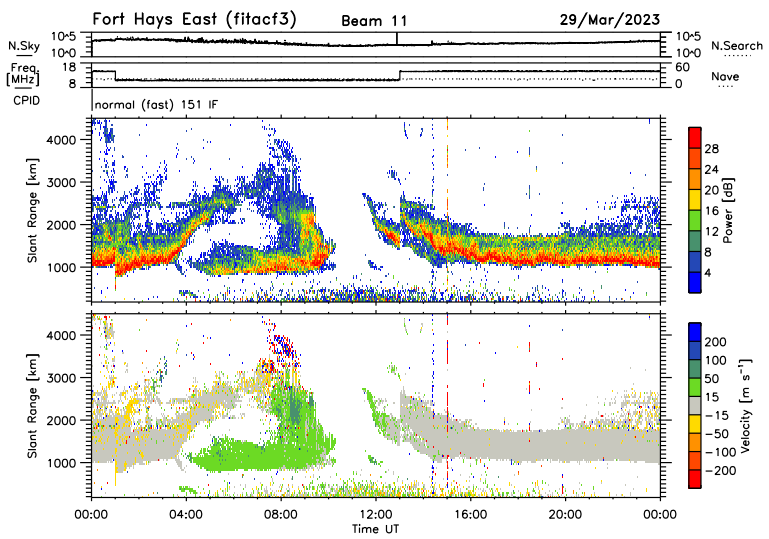 Fort Hays East (fitacf3) Beam 11 29/Mar/2023
N.Sky 10^5 10^5 N.Search
10^0 10^0
Freq. 18 60 Nave
[MHz] 8 0
CPID normal (fast) 151 IF
Slant Range [km]
4000
3000
2000
1000
Power [dB]
28
24
20
16
12
8
4
Slant Range [km]
4000
3000
2000
1000
Velocity [m s⁻¹]
200
100
50
15
−15
−50
−100
−200
00:00 04:00 08:00 12:00 16:00 20:00 00:00
Time UT